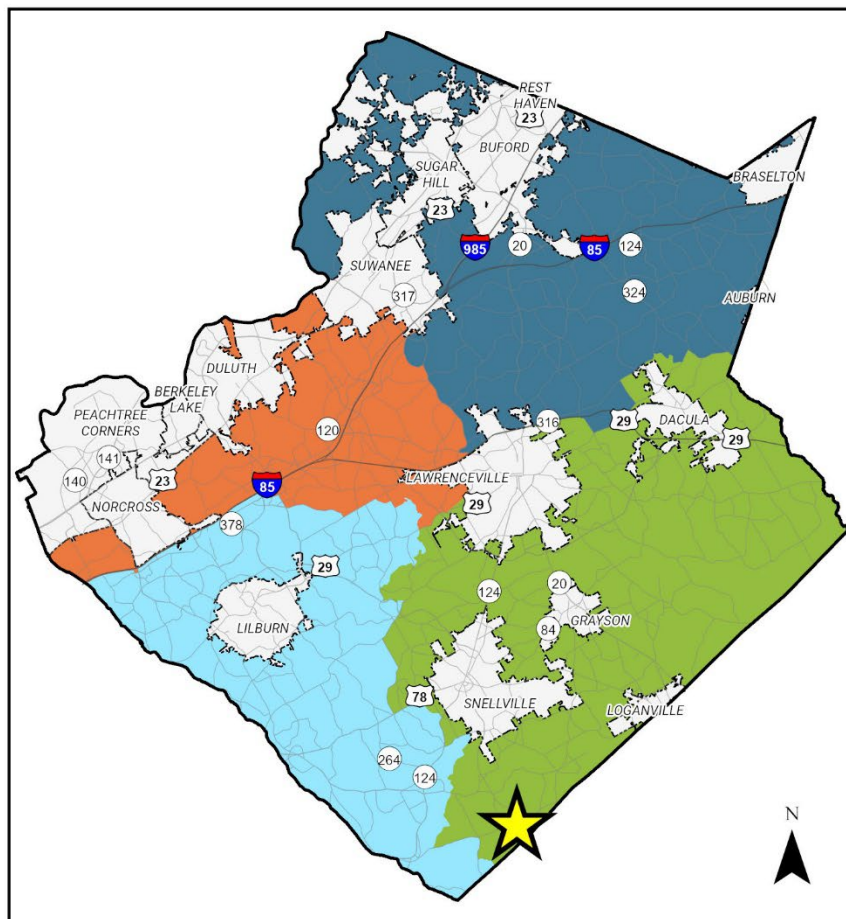 REST
HAVEN
23
BUFORD
SUGAR
HILL
BRASELTON
23
985
20
85
124
SUWANEE
317
324
AUBURN
DULUTH
BERKELEY
LAKE
PEACHTREE
CORNERS
120
316
29
DACULA
29
141
140
23
85
LAWRENCEVILLE
29
NORCROSS
378
29
20
124
LILBURN
84
GRAYSON
78
SNELLVILLE
LOGANVILLE
264
124
N